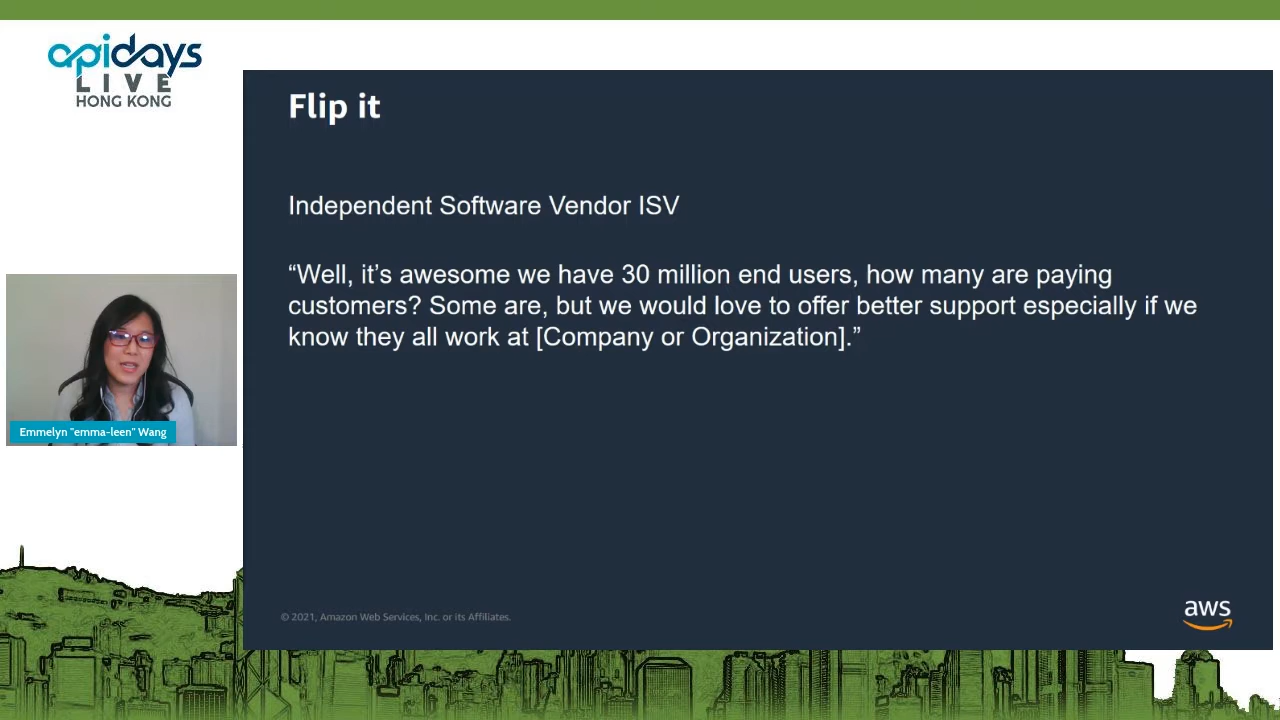 apidays
LIVE
HONG KONG
Flip it
Independent Software Vendor ISV
“Well, it’s awesome we have 30 million end users, how many are paying
customers? Some are, but we would love to offer better support especially if we
know they all work at [Company or Organization].”
Emmelyn "emma-leen" Wang
© 2021, Amazon Web Services, Inc. or its Affiliates.
aws